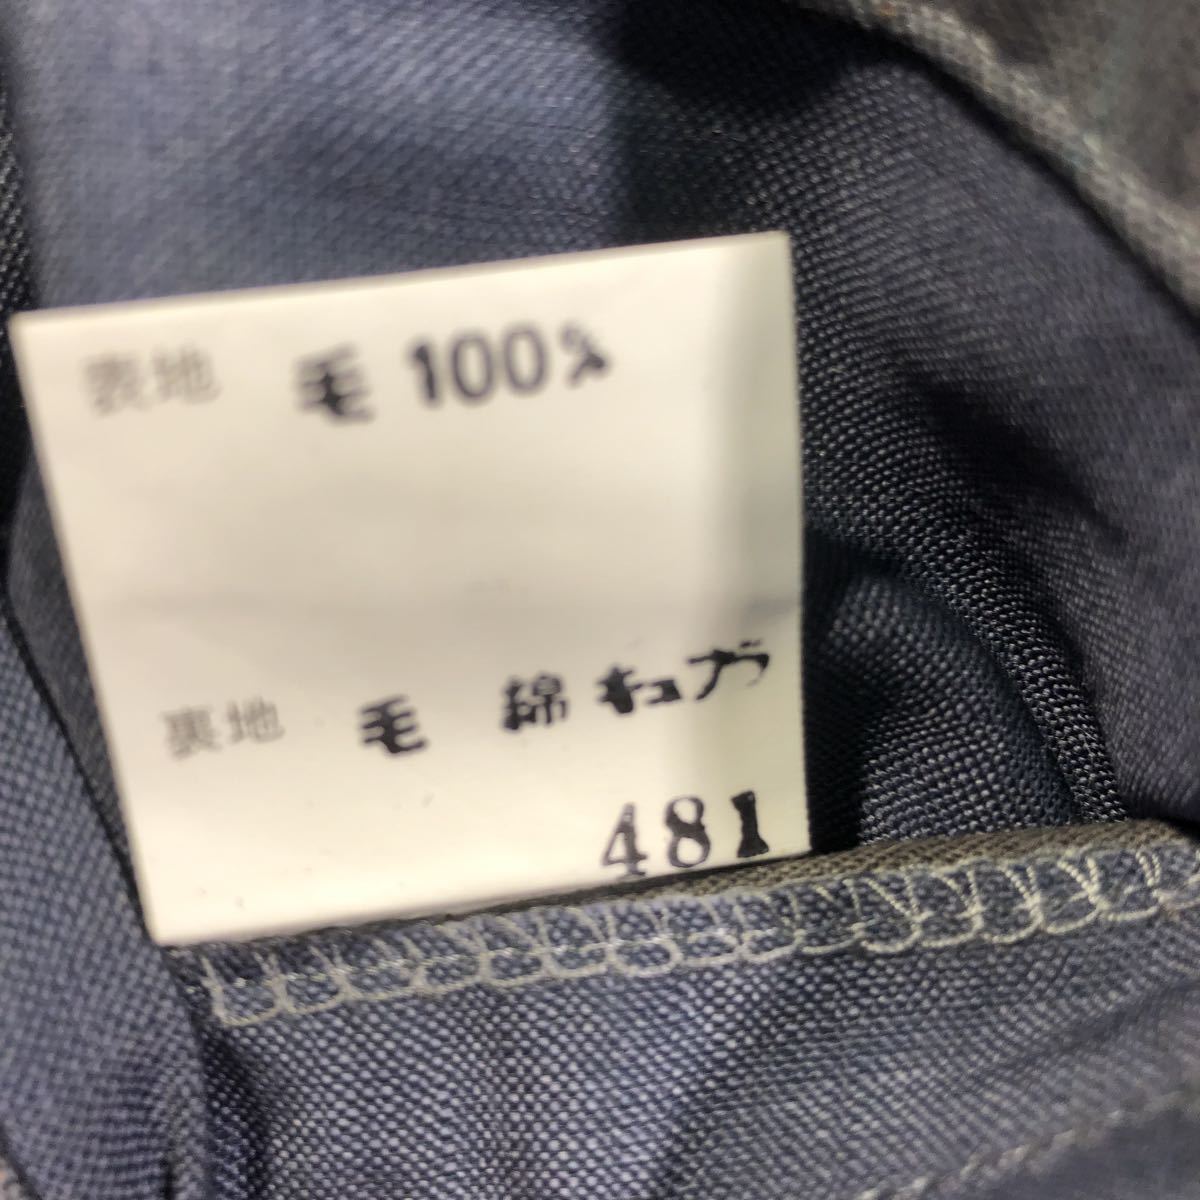 表地 毛 100%
裏地 毛 綿 キュプラ
481